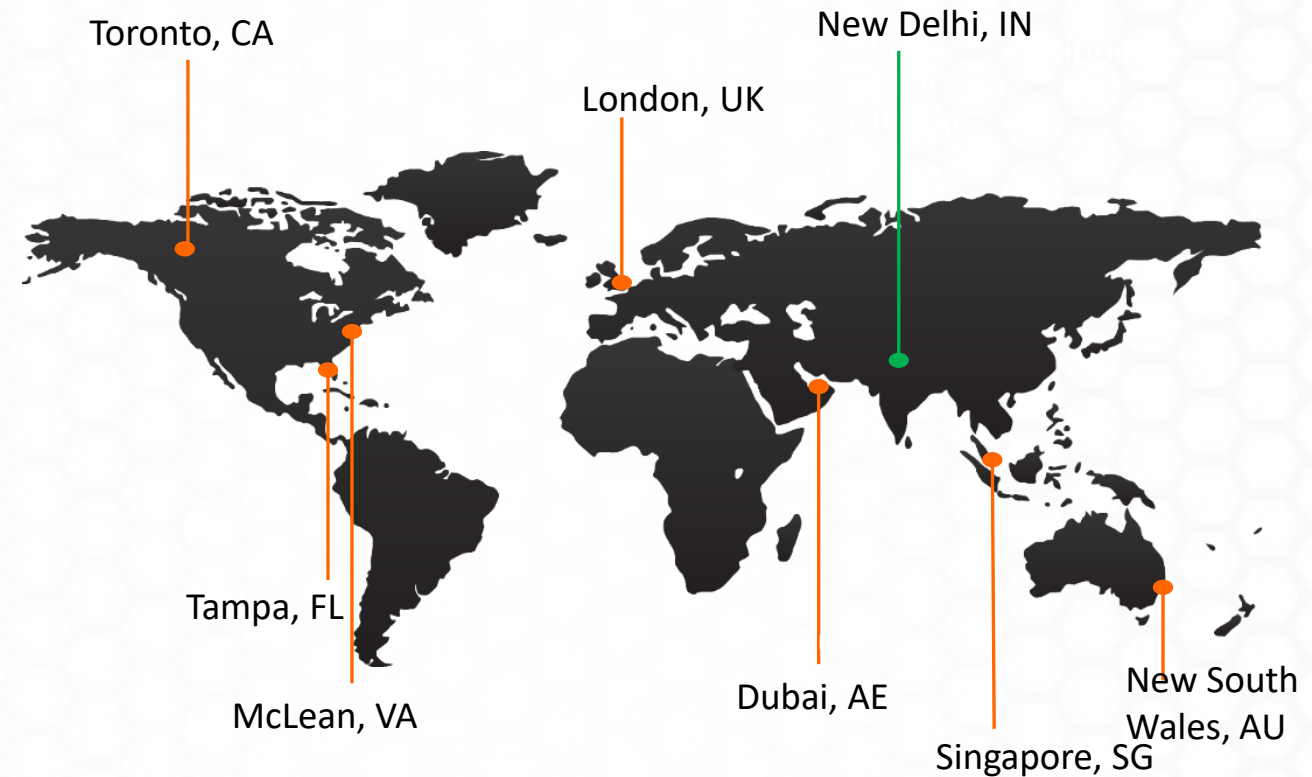 Toronto, CA
New Delhi, IN
London, UK
Tampa, FL
McLean, VA
Dubai, AE
New South
Wales, AU
Singapore, SG